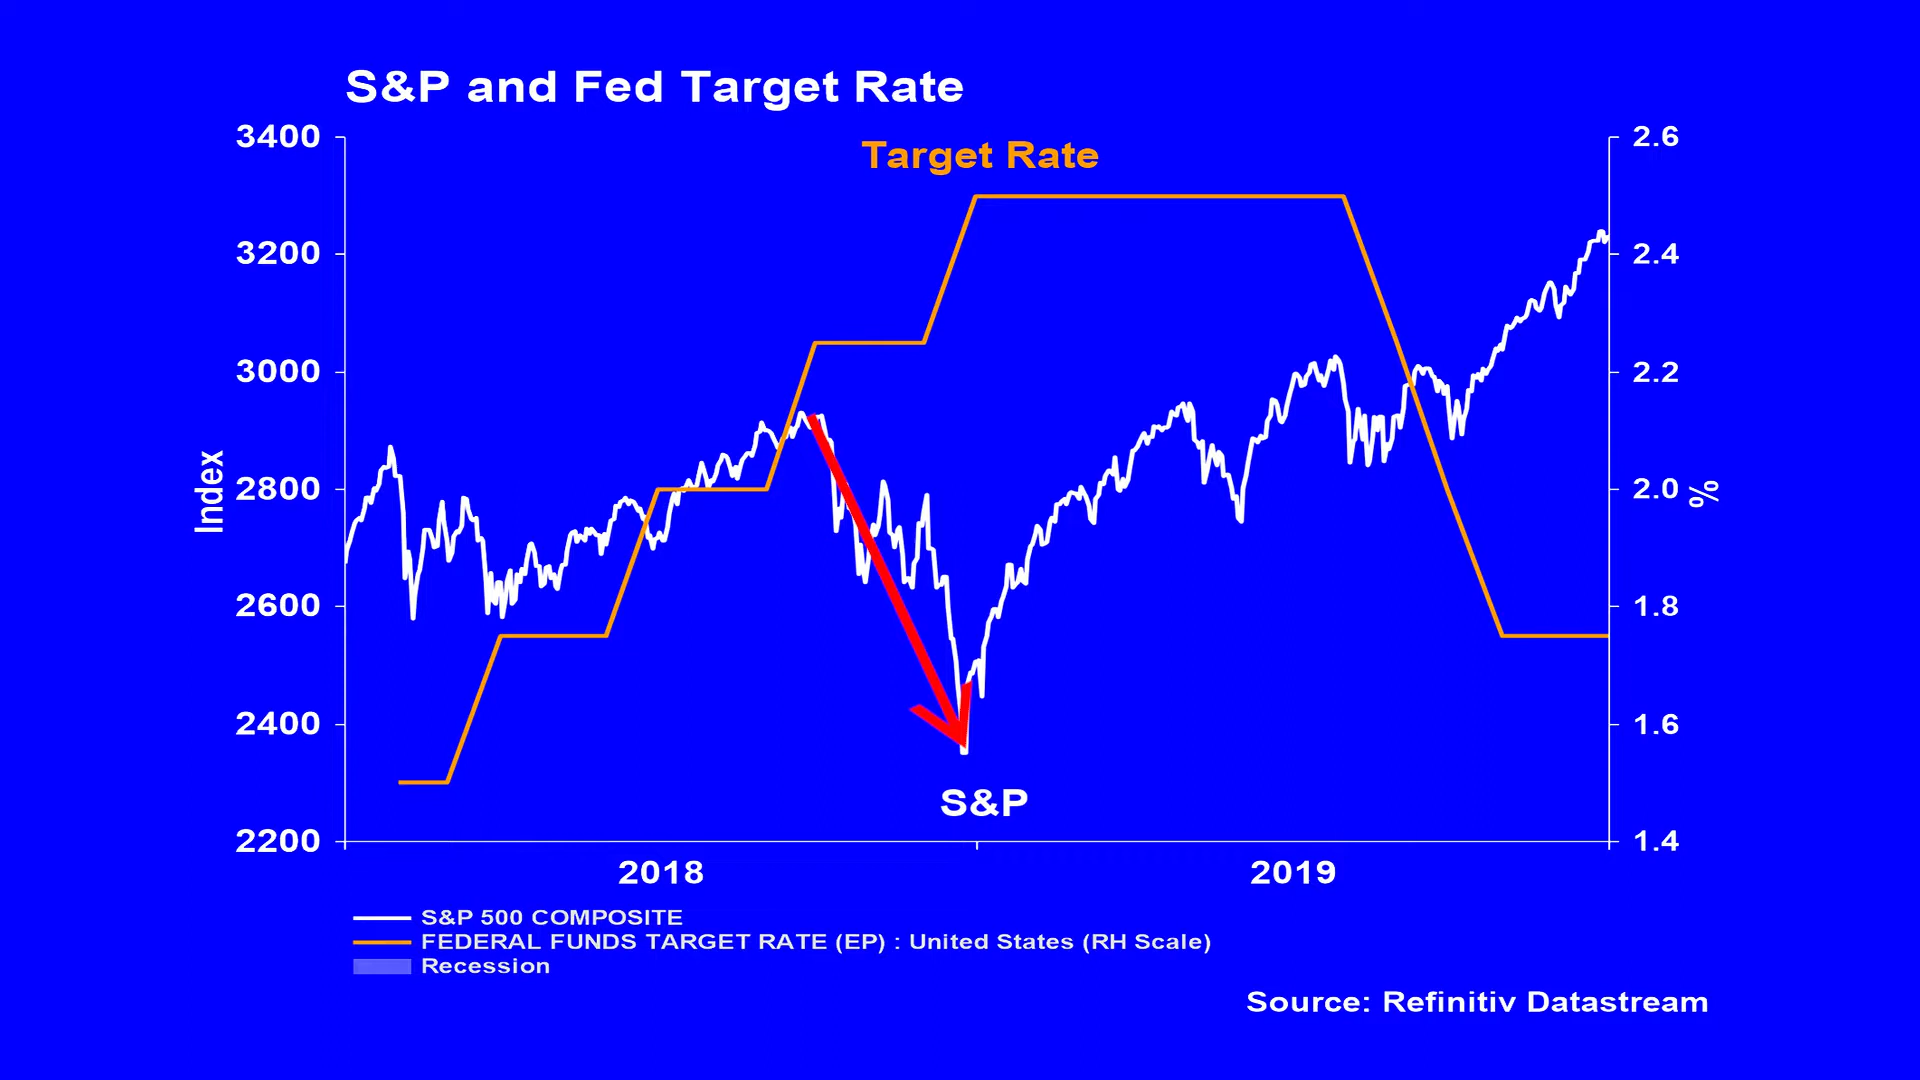 S&P and Fed Target Rate
Target Rate
3400
3200
3000
2800
2600
2400
2200
Index
2.6
2.4
2.2
2.0
1.8
1.6
1.4
%
S&P
2018
2019
S&P 500 COMPOSITE
FEDERAL FUNDS TARGET RATE (EP) : United States (RH Scale)
Recession
Source: Refinitiv Datastream